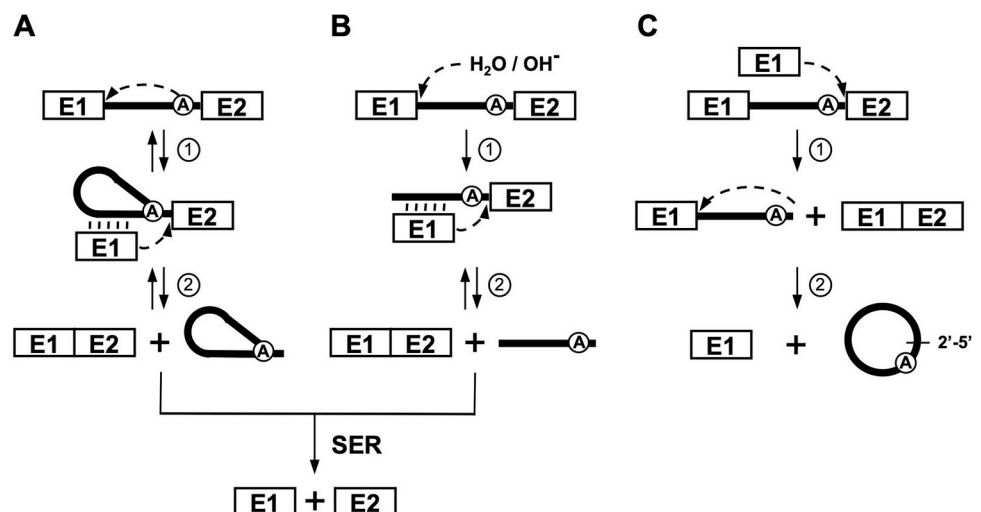 A
B
C
H₂O / OH⁻
E1
E1 A E2
E1 A E2
E1 A E2
①
①
①
A E2
A E2
E1
E1
E1 A + E1 E2
②
②
②
E1 E2 + A
E1 E2 + A
E1 + A 2'-5'
SER
E1 + E2